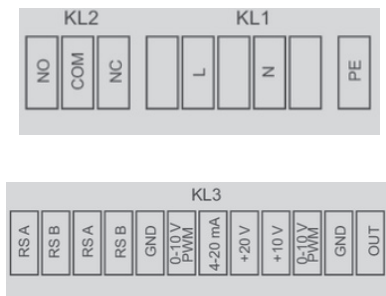 KL2 KL1
NO COM NC L N PE
KL3
RS A RS B RS A RS B GND 0-10 V PWM 4-20 mA +20 V +10 V 0-10 V PWM GND OUT